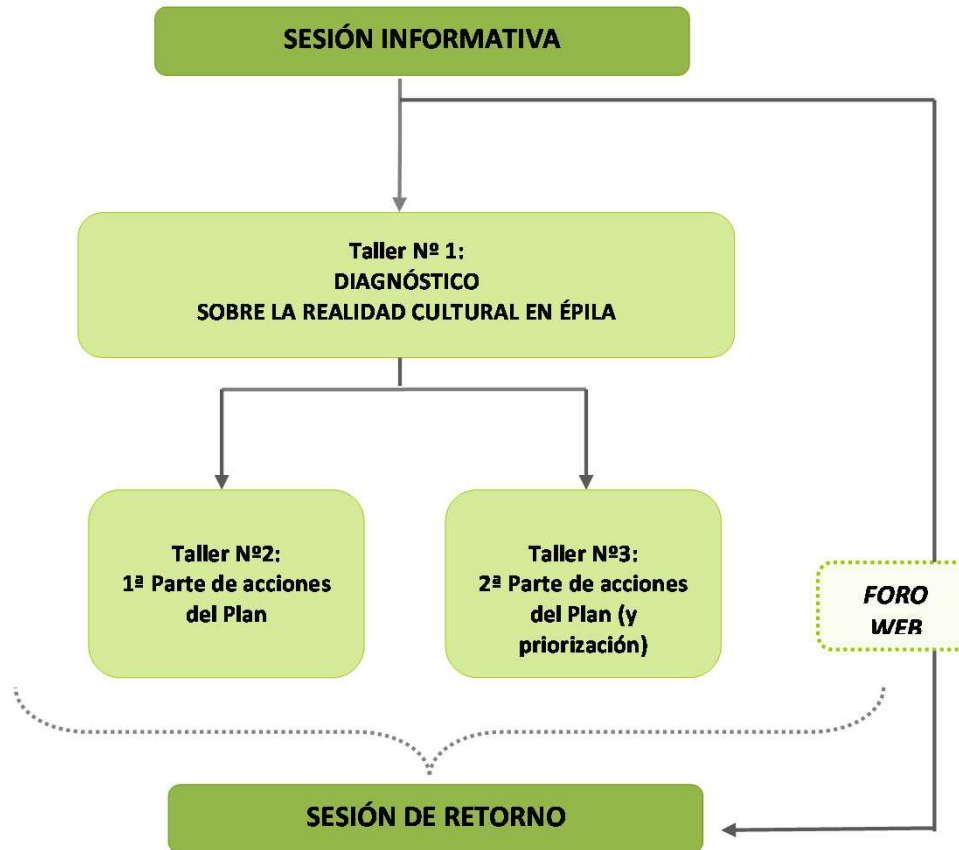 SESIÓN INFORMATIVA
Taller Nº 1:
DIAGNÓSTICO
SOBRE LA REALIDAD CULTURAL EN ÉPILA
Taller Nº2:
1ª Parte de acciones
del Plan
Taller Nº3:
2ª Parte de acciones
del Plan (y
priorización)
FORO
WEB
SESIÓN DE RETORNO